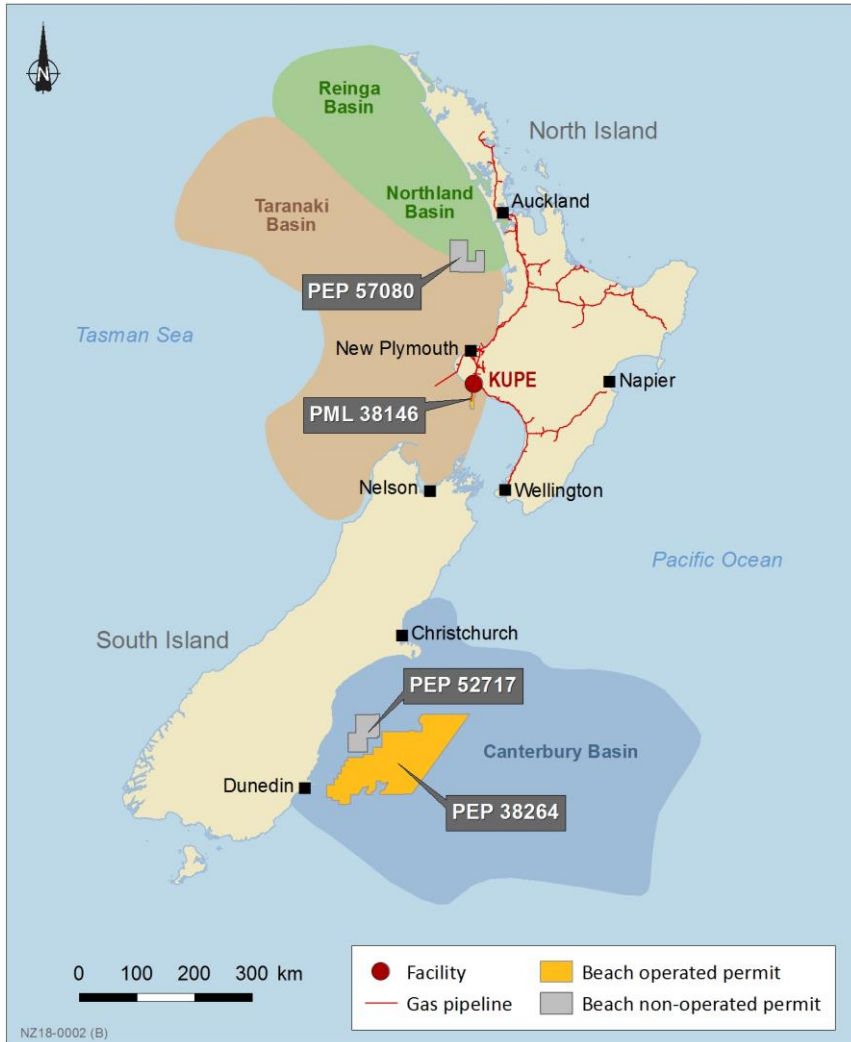 N
Reinga
Basin
North Island
Northland
Basin
Auckland
Taranaki
Basin
PEP 57080
Tasman Sea
New Plymouth
KUPE
Napier
PML 38146
Nelson
Wellington
Pacific Ocean
South Island
Christchurch
PEP 52717
Canterbury Basin
Dunedin
PEP 38264
0 100 200 300 km
Facility
Gas pipeline
Beach operated permit
Beach non-operated permit
NZ18-0002 (B)